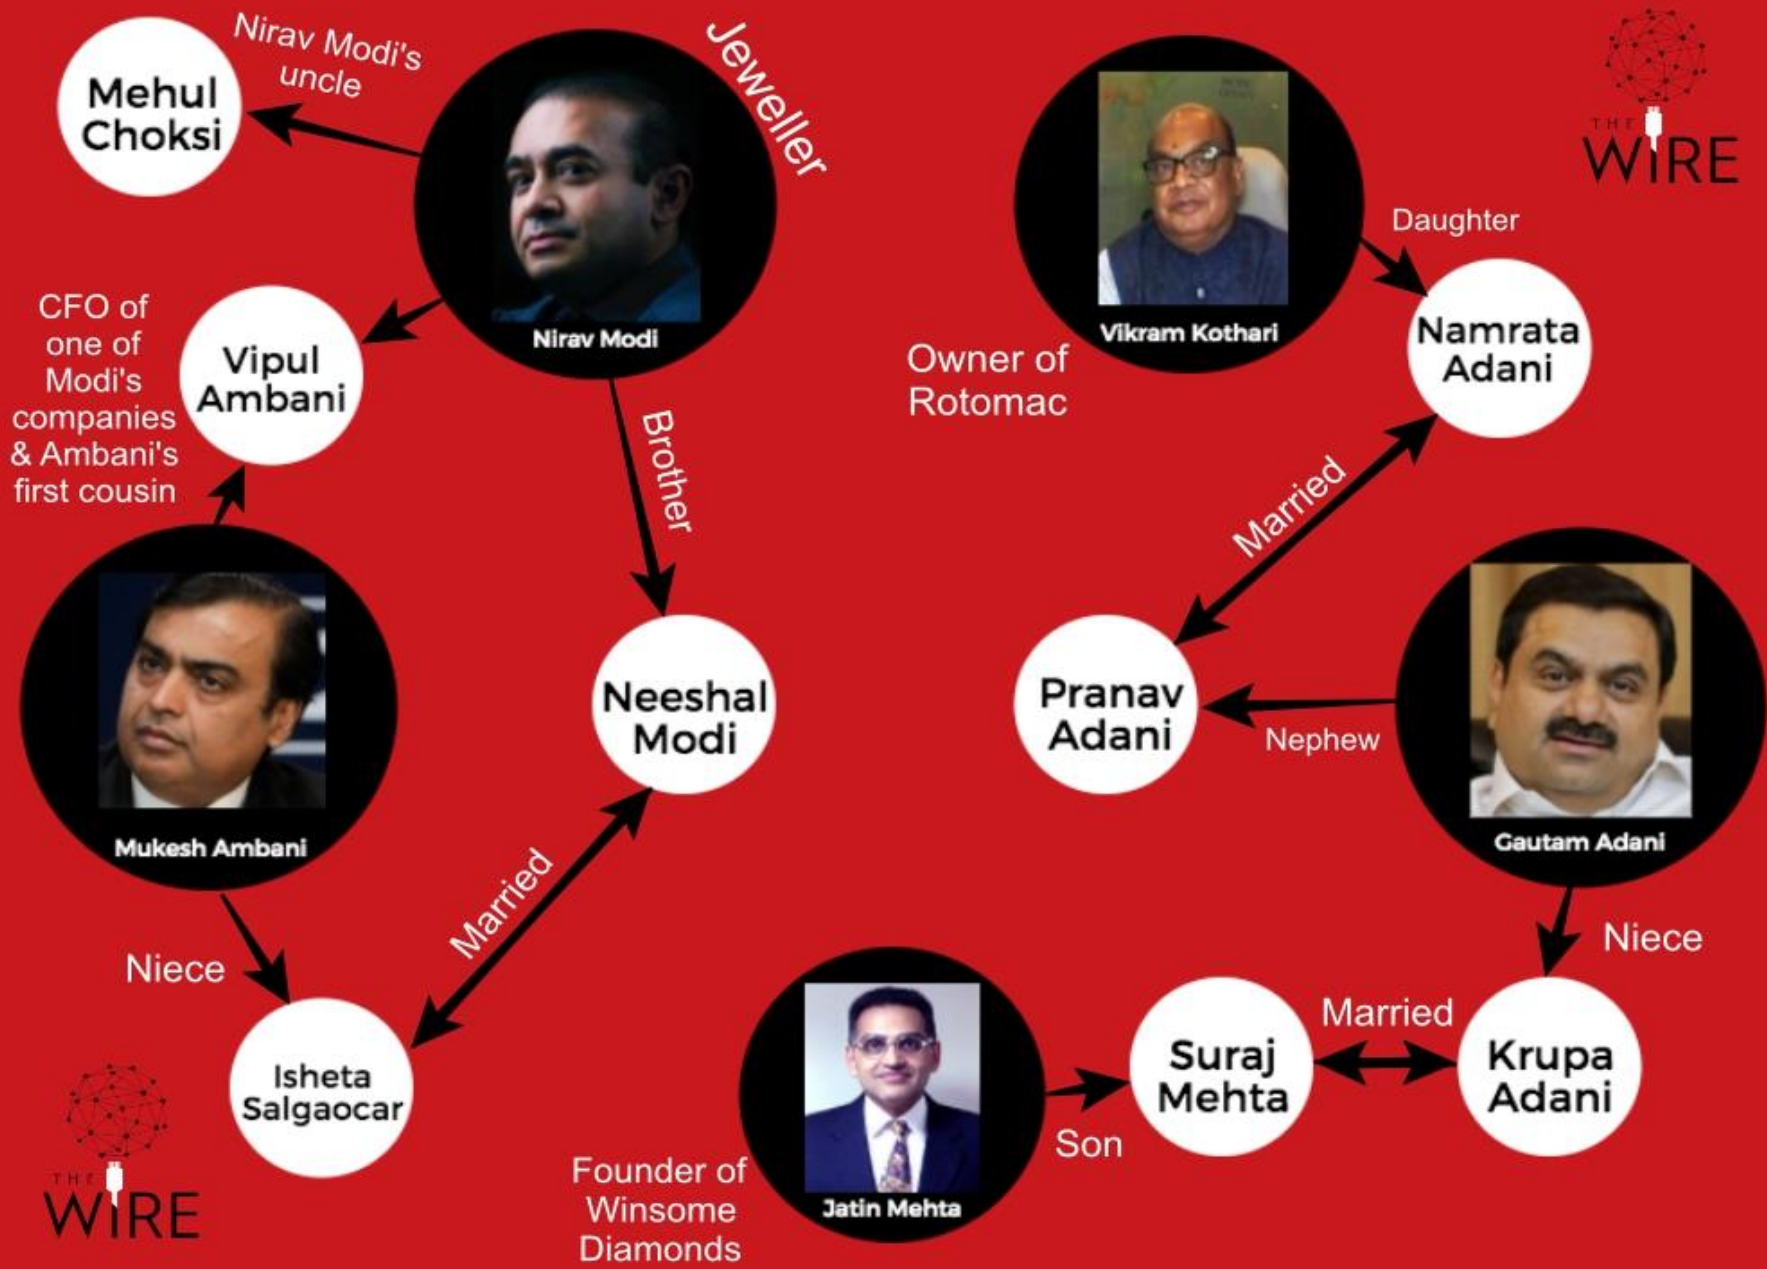 Mehul
Choksi
Nirav Modi's
uncle
Jeweller
Nirav Modi
CFO of
one of
Modi's
companies
& Ambani's
first cousin
Vipul
Ambani
Brother
Mukesh Ambani
Neeshal
Modi
Married
Niece
Isheta
Salgaocar
THE
WIRE
THE
WIRE
Vikram Kothari
Owner of
Rotomac
Daughter
Namrata
Adani
Married
Pranav
Adani
Nephew
Gautam Adani
Niece
Krupa
Adani
Married
Suraj
Mehta
Son
Jatin Mehta
Founder of
Winsome
Diamonds